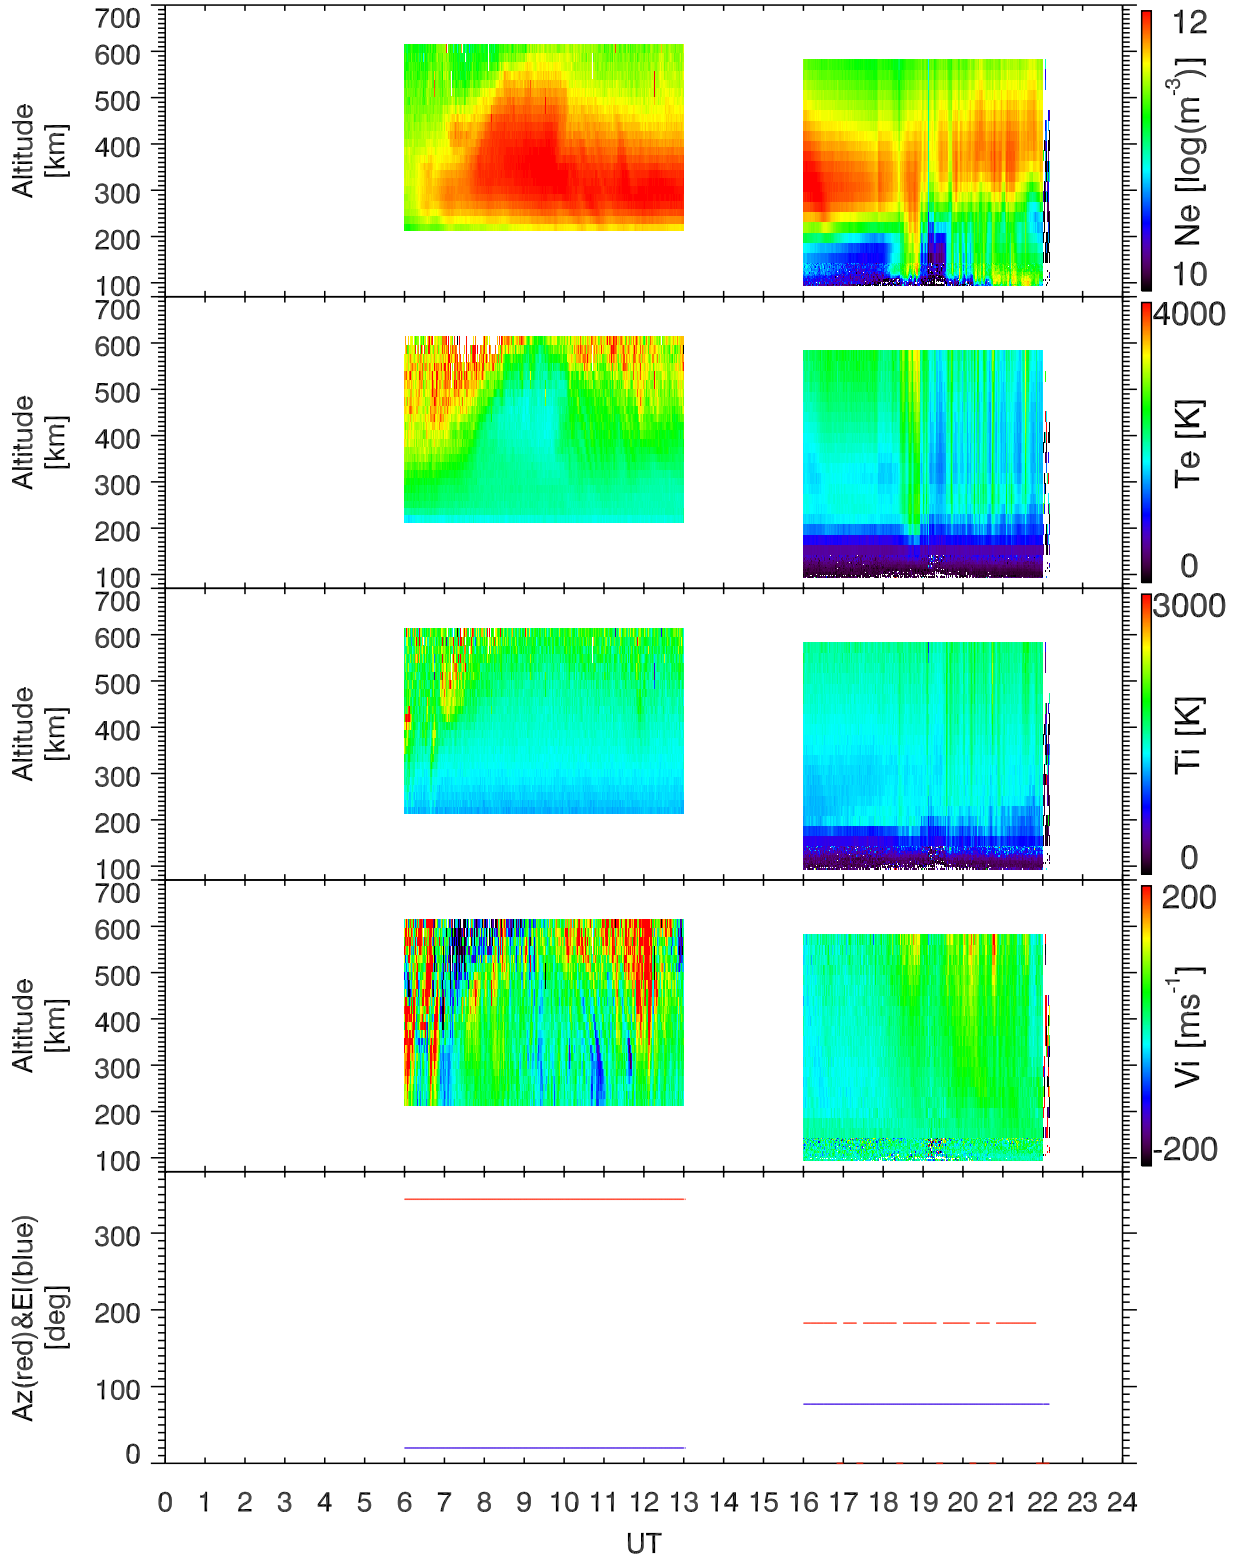 700
600
500
400
300
200
100
Altitude
[km]
12
10
Ne [log(m⁻³)]
700
600
500
400
300
200
100
Altitude
[km]
4000
0
Te [K]
700
600
500
400
300
200
100
Altitude
[km]
3000
0
Ti [K]
700
600
500
400
300
200
100
Altitude
[km]
200
-200
Vi [ms⁻¹]
300
200
100
0
Az(red)&El(blue)
[deg]
0 1 2 3 4 5 6 7 8 9 10 11 12 13 14 15 16 17 18 19 20 21 22 23 24
UT